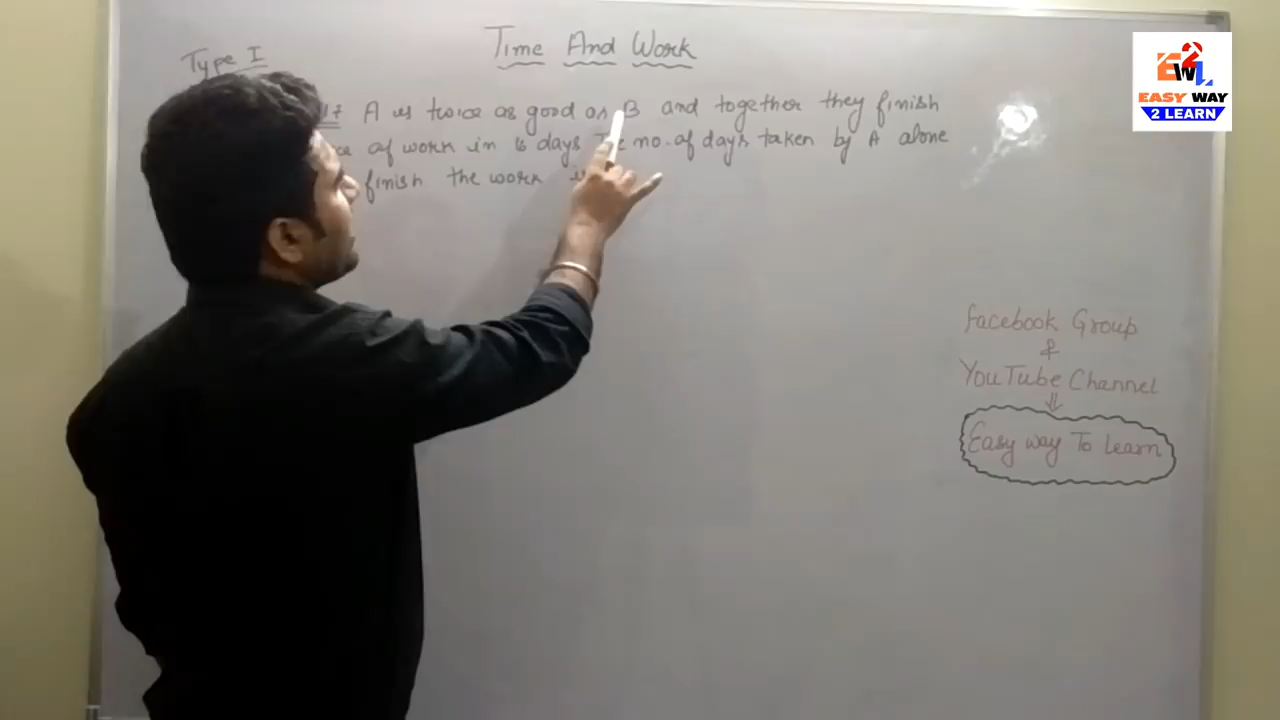 Time And Work
Type I
17 A is twice as good as B and together they finish
of work in 16 days no. of days taken by A alone
finish the work
Facebook Group
&
YouTube Channel
Easy way To Learn
EW2L
EASY WAY
2 LEARN